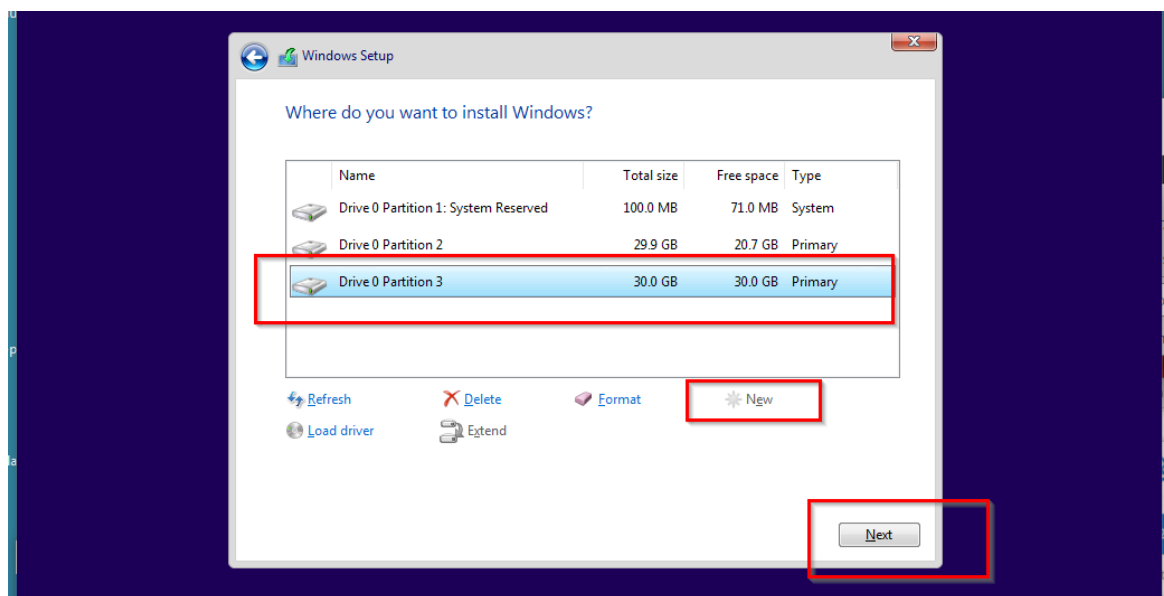 Windows Setup
Where do you want to install Windows?
Name Total size Free space Type
Drive 0 Partition 1: System Reserved 100.0 MB 71.0 MB System
Drive 0 Partition 2 29.9 GB 20.7 GB Primary
Drive 0 Partition 3 30.0 GB 30.0 GB Primary
Refresh Delete Format New
Load driver Extend
Next